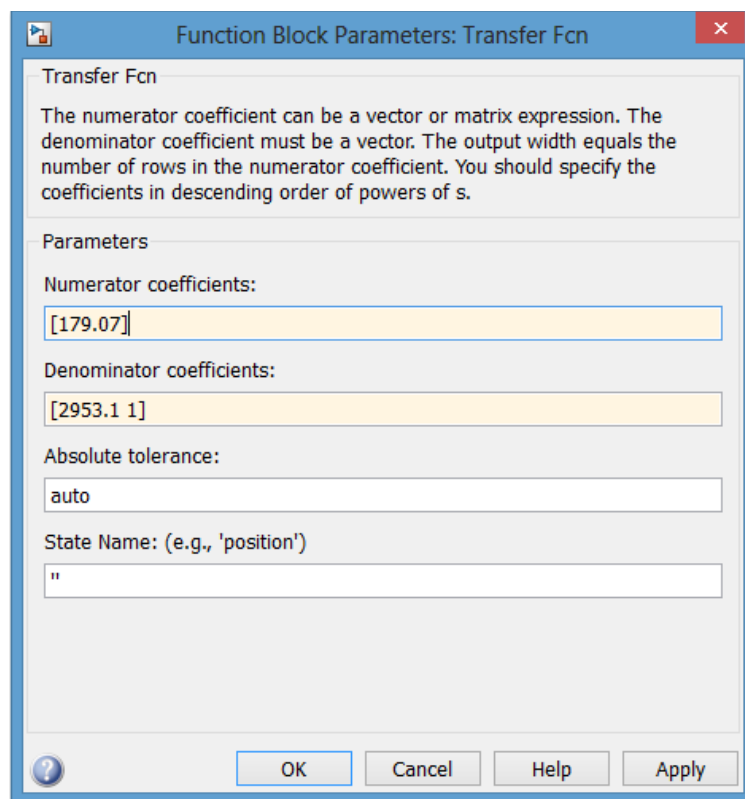 Function Block Parameters: Transfer Fcn
Transfer Fcn
The numerator coefficient can be a vector or matrix expression. The
denominator coefficient must be a vector. The output width equals the
number of rows in the numerator coefficient. You should specify the
coefficients in descending order of powers of s.
Parameters
Numerator coefficients:
[179.07]
Denominator coefficients:
[2953.1 1]
Absolute tolerance:
auto
State Name: (e.g., 'position')
''
OK Cancel Help Apply